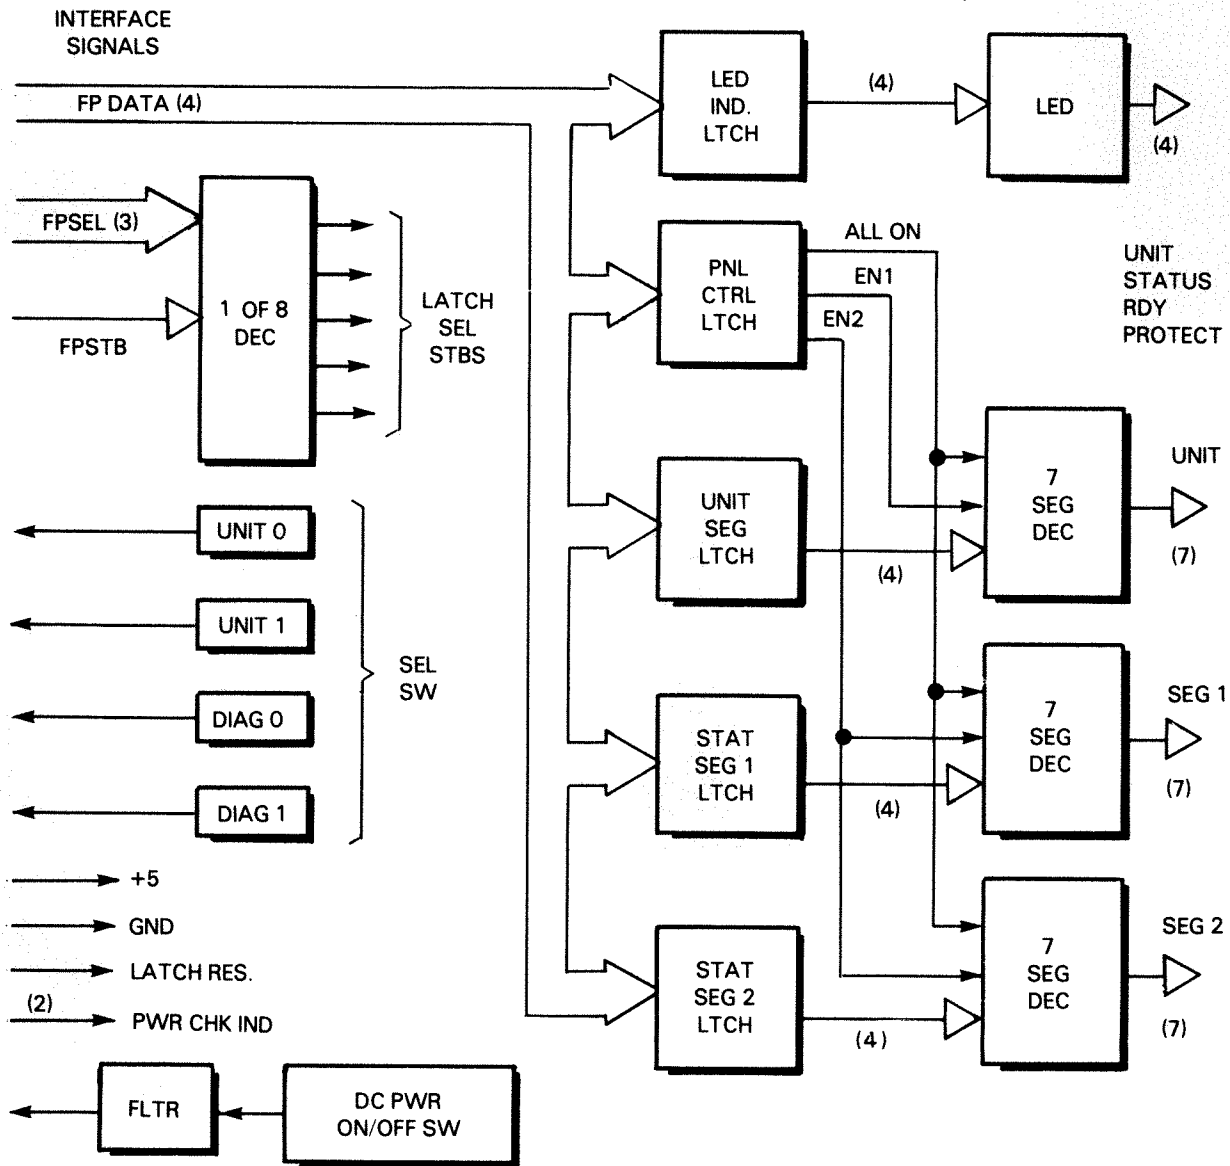 INTERFACE
SIGNALS
FP DATA (4)
FPSEL (3)
FPSTB
1 OF 8
DEC
LATCH
SEL
STBS
UNIT 0
UNIT 1
DIAG 0
DIAG 1
SEL
SW
+5
GND
LATCH RES.
(2)
PWR CHK IND
FLTR
DC PWR
ON/OFF SW
LED
IND.
LTCH
(4)
LED
(4)
PNL
CTRL
LTCH
ALL ON
EN1
EN2
UNIT
STATUS
RDY
PROTECT
UNIT
SEG
LTCH
(4)
7
SEG
DEC
UNIT
(7)
STAT
SEG 1
LTCH
(4)
7
SEG
DEC
SEG 1
(7)
STAT
SEG 2
LTCH
(4)
7
SEG
DEC
SEG 2
(7)